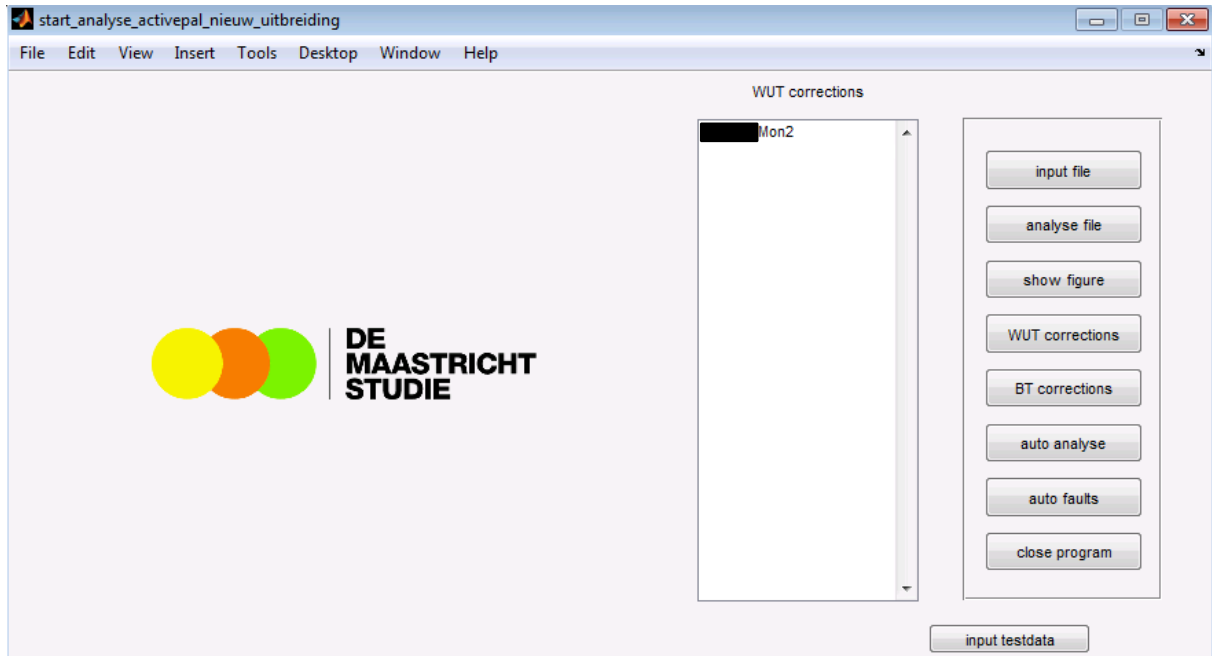 start_analyse_activepal_nieuw_uitbreiding
File Edit View Insert Tools Desktop Window Help
WUT corrections
Mon2
DE
MAASTRICHT
STUDIE
input file
analyse file
show figure
WUT corrections
BT corrections
auto analyse
auto faults
close program
input testdata